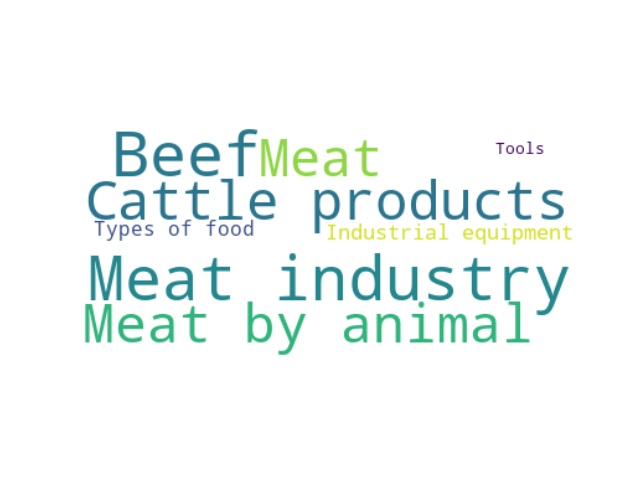 Beef Meat Tools
Cattle products
Types of food Industrial equipment
Meat industry
Meat by animal